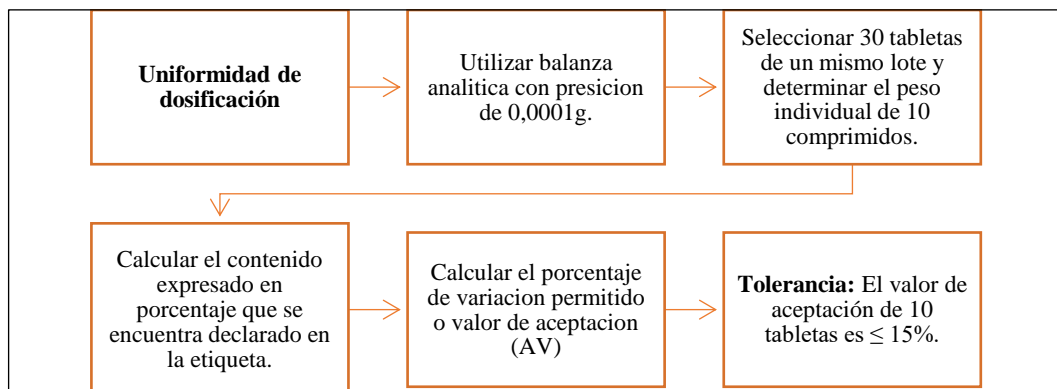 Uniformidad de
dosificación
Utilizar balanza
analitica con presicion
de 0,0001g.
Seleccionar 30 tabletas
de un mismo lote y
determinar el peso
individual de 10
comprimidos.
Calcular el contenido
expresado en
porcentaje que se
encuentra declarado en
la etiqueta.
Calcular el porcentaje
de variacion permitido
o valor de aceptacion
(AV)
Tolerancia: El valor de
aceptación de 10
tabletas es ≤ 15%.